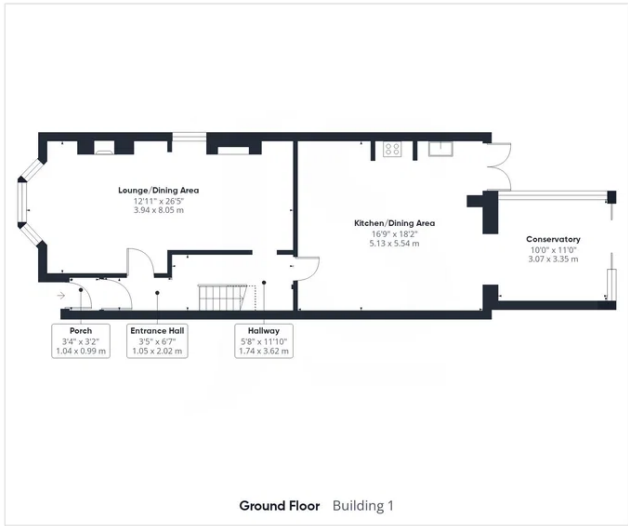 Lounge/Dining Area
12'11" x 26'5"
3.94 x 8.05 m
Kitchen/Dining Area
16'9" x 18'2"
5.13 x 5.54 m
Conservatory
10'0" x 11'0"
3.07 x 3.35 m
Porch
3'4" x 3'2"
1.04 x 0.99 m
Entrance Hall
3'5" x 6'7"
1.05 x 2.02 m
Hallway
5'8" x 11'10"
1.74 x 3.62 m
Ground Floor Building 1